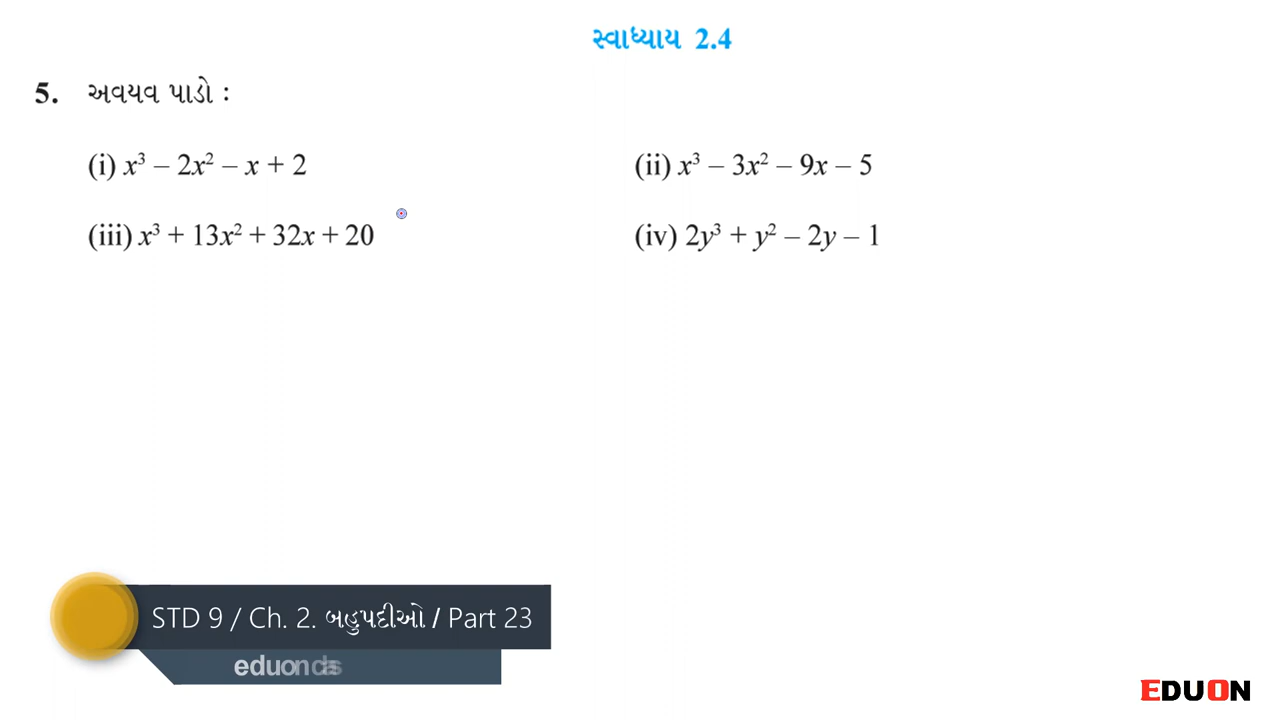 સ્વાધ્યાય 2.4
5. અવયવ પાડો :
(i) x³ – 2x² – x + 2 (ii) x³ – 3x² – 9x – 5
(iii) x³ + 13x² + 32x + 20 (iv) 2y³ + y² – 2y – 1
STD 9 / Ch. 2. બહુપદીઓ / Part 23
EDUON